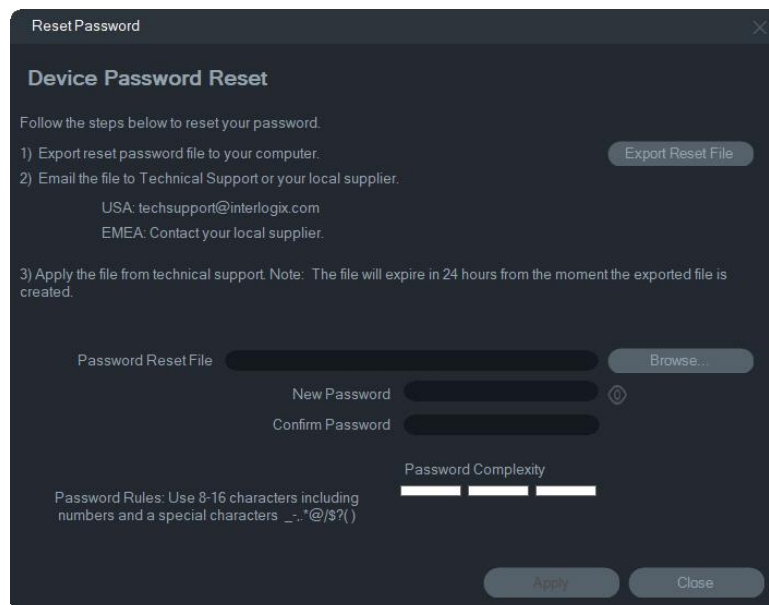 Reset Password
Device Password Reset
Follow the steps below to reset your password.
1) Export reset password file to your computer.
Export Reset File
2) Email the file to Technical Support or your local supplier.
USA: techsupport@interlogix.com
EMEA: Contact your local supplier.
3) Apply the file from technical support. Note: The file will expire in 24 hours from the moment the exported file is
created.
Password Reset File
Browse...
New Password
Confirm Password
Password Complexity
Password Rules: Use 8-16 characters including
numbers and a special characters _-,.*@/$?( )
Apply
Close